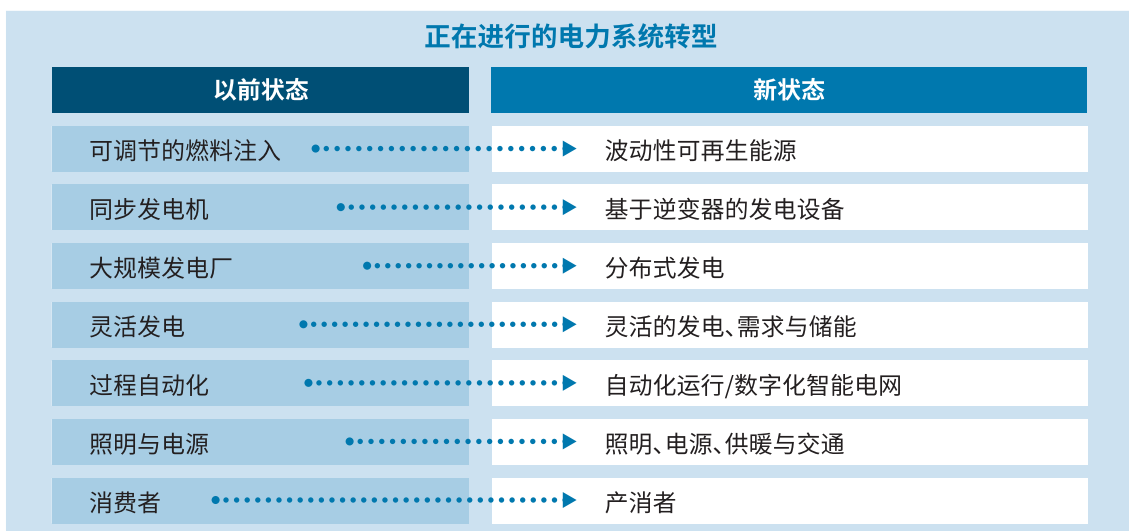 正在进行的电力系统转型
以前状态 新状态
可调节的燃料注入 波动性可再生能源
同步发电机 基于逆变器的发电设备
大规模发电厂 分布式发电
灵活发电 灵活的发电、需求与储能
过程自动化 自动化运行/数字化智能电网
照明与电源 照明、电源、供暖与交通
消费者 产消者